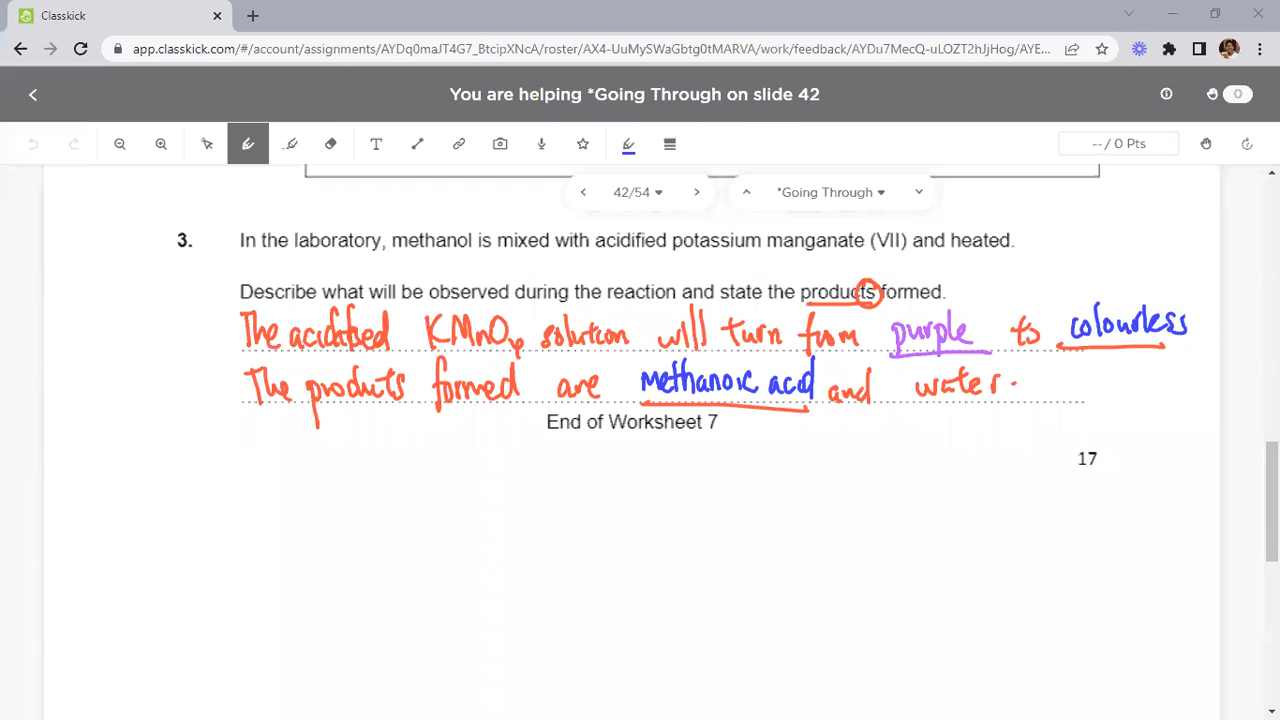 Classkick
app.classkick.com/#/account/assignments/AYDq0maJT4G7_BtcipXNcA/roster/AX4-UuMySWaGbtg0tMARVA/work/feedback/AYDu7MecQ-uLOZT2hJjHog/AYE...
You are helping *Going Through on slide 42
0
T
--/0 Pts
42/54
*Going Through
3. In the laboratory, methanol is mixed with acidified potassium manganate (VII) and heated.
Describe what will be observed during the reaction and state the products formed.
The acidified KMnO4 solution will turn from purple to colourless
The products formed are methanoic acid and water.
End of Worksheet 7
17